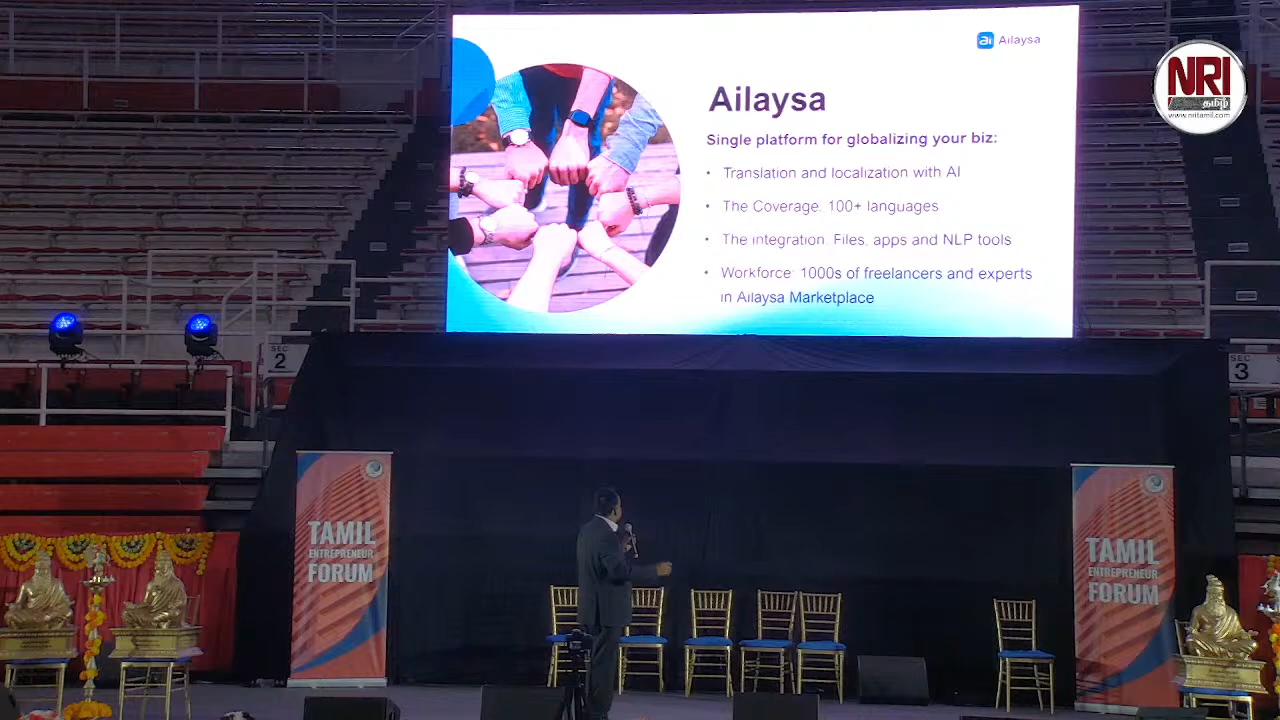 ai Ailaysa
Ailaysa
Single platform for globalizing your biz:
• Translation and localization with AI
• The Coverage: 100+ languages
• The integration: Files, apps and NLP tools
• Workforce: 1000s of freelancers and experts
in Ailaysa Marketplace
NRI
தமிழ்
www.nritamil.com
SEC
2
SEC
3
TAMIL
ENTREPRENEUR
FORUM
TAMIL
ENTREPRENEUR
FORUM